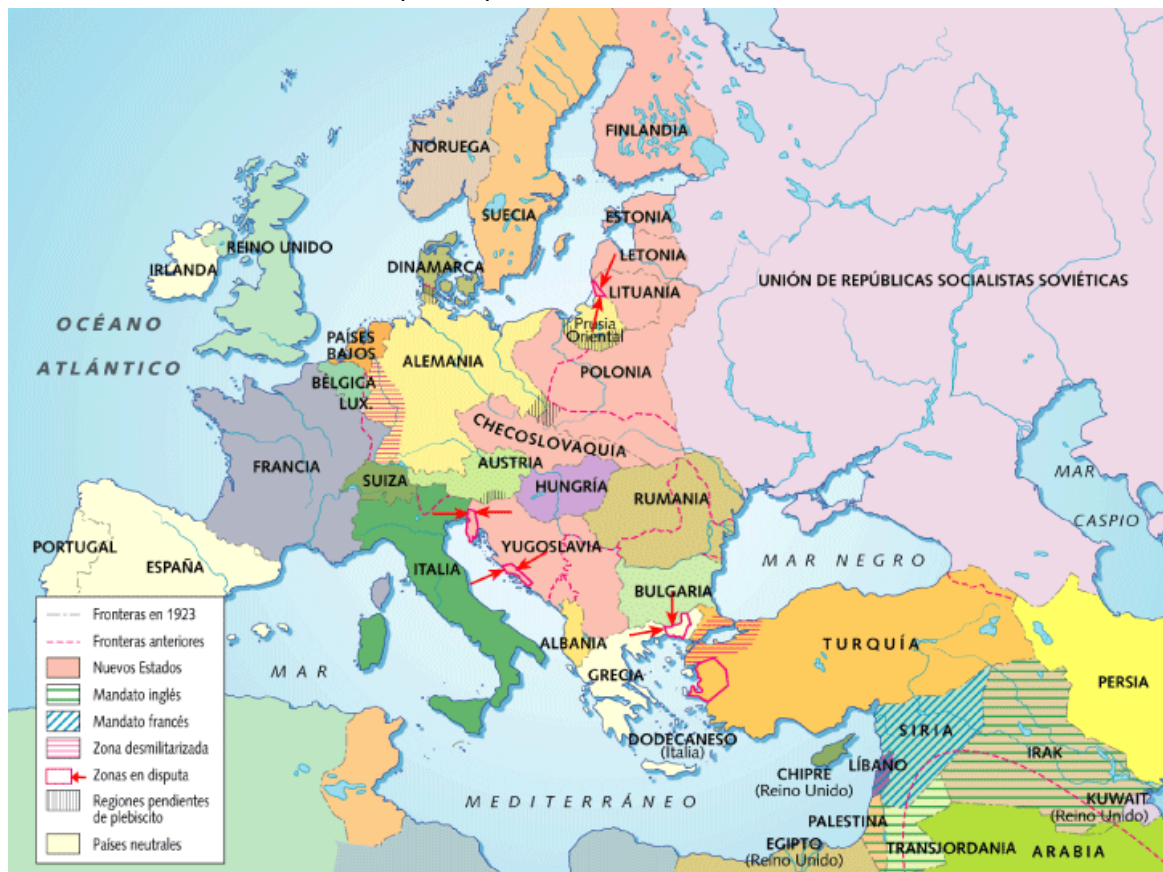 NORUEGA
FINLANDIA
SUECIA
ESTONIA
REINO UNIDO
IRLANDA
DINAMARCA
LETONIA
LITUANIA
UNIÓN DE REPÚBLICAS SOCIALISTAS SOVIÉTICAS
OCÉANO
ATLÁNTICO
PAÍSES
BAJOS
ALEMANIA
Prusia
Oriental
POLONIA
BÉLGICA
LUX.
CHECOSLOVAQUIA
FRANCIA
SUIZA
AUSTRIA
HUNGRÍA
RUMANIA
MAR
CASPIO
PORTUGAL
ESPAÑA
ITALIA
YUGOSLAVIA
MAR NEGRO
BULGARIA
ALBANIA
GRECIA
TURQUÍA
PERSIA
MAR
MEDITERRÁNEO
DODECANESO
(Italia)
CHIPRE
(Reino Unido)
SIRIA
LÍBANO
IRAK
KUWAIT
(Reino Unido)
PALESTINA
TRANSJORDANIA
ARABIA
EGIPTO
(Reino Unido)
Fronteras en 1923
Fronteras anteriores
Nuevos Estados
Mandato inglés
Mandato francés
Zona desmilitarizada
Zonas en disputa
Regiones pendientes
de plebiscito
Países neutrales